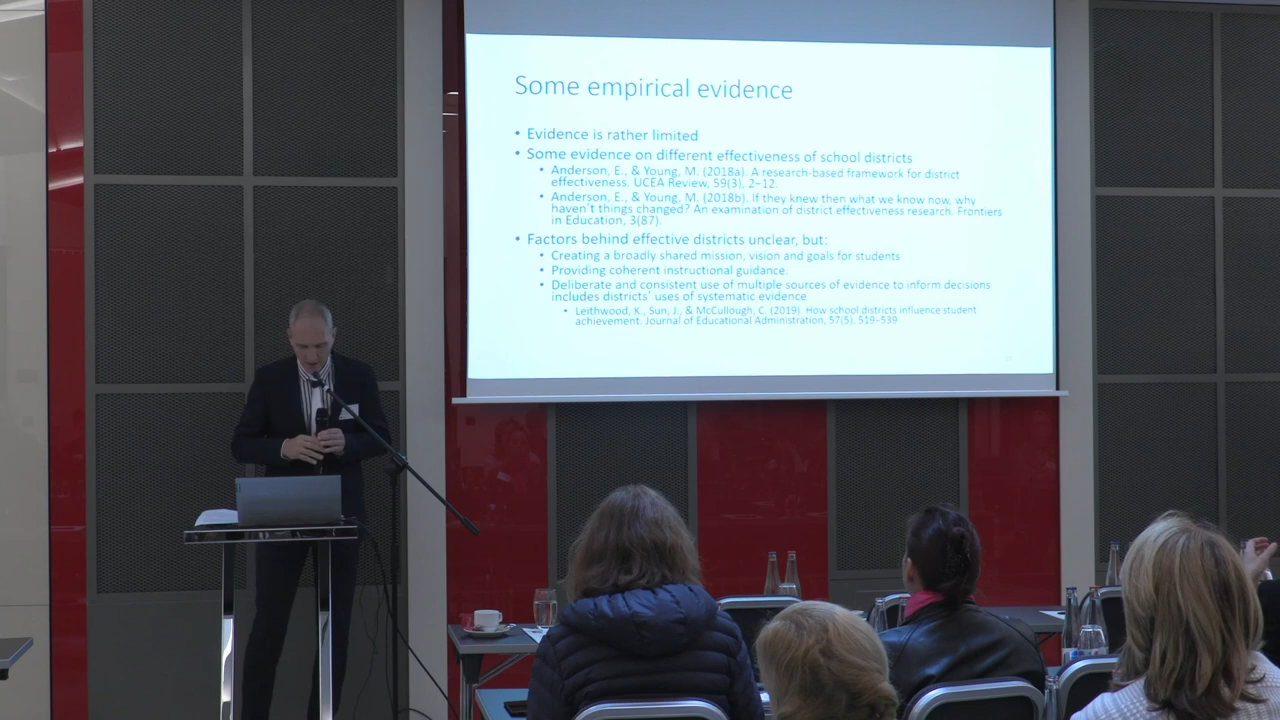 Some empirical evidence
• Evidence is rather limited
• Some evidence on different effectiveness of school districts
• Anderson, E., & Young, M. (2018a). A research-based framework for district
effectiveness. UCEA Review, 59(3), 2–12.
• Anderson, E., & Young, M. (2018b). If they knew then what we know now, why
haven't things changed? An examination of district effectiveness research. Frontiers
in Education, 3(87).
• Factors behind effective districts unclear, but:
• Creating a broadly shared mission, vision and goals for students
• Providing coherent instructional guidance.
• Deliberate and consistent use of multiple sources of evidence to inform decisions
includes districts' uses of systematic evidence
• Leithwood, K., Sun, J., & McCullough, C. (2019). How school districts influence student
achievement. Journal of Educational Administration, 57(5), 519–539